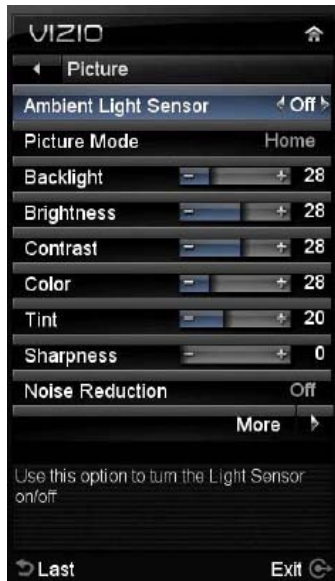 VIZIO
Picture
Ambient Light Sensor Off
Picture Mode Home
Backlight - + 28
Brightness - + 28
Contrast - + 28
Color - + 28
Tint - + 20
Sharpness - + 0
Noise Reduction Off
More
Use this option to turn the Light Sensor
on/off
Last Exit